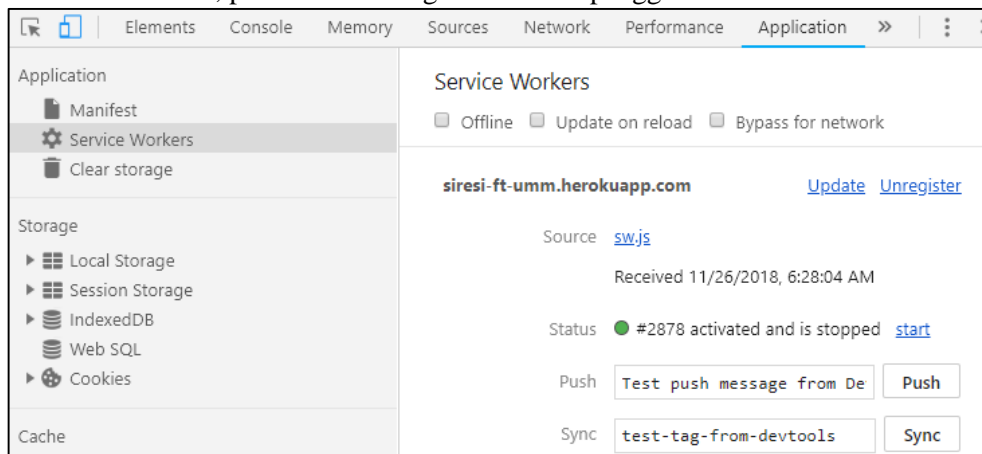 Elements Console Memory Sources Network Performance Application »
Application
Manifest
Service Workers
Clear storage
Storage
Local Storage
Session Storage
IndexedDB
Web SQL
Cookies
Cache
Service Workers
Offline Update on reload Bypass for network
siresi-ft-umm.herokuapp.com Update Unregister
Source sw.js
Received 11/26/2018, 6:28:04 AM
Status #2878 activated and is stopped start
Push Test push message from De Push
Sync test-tag-from-devtools Sync